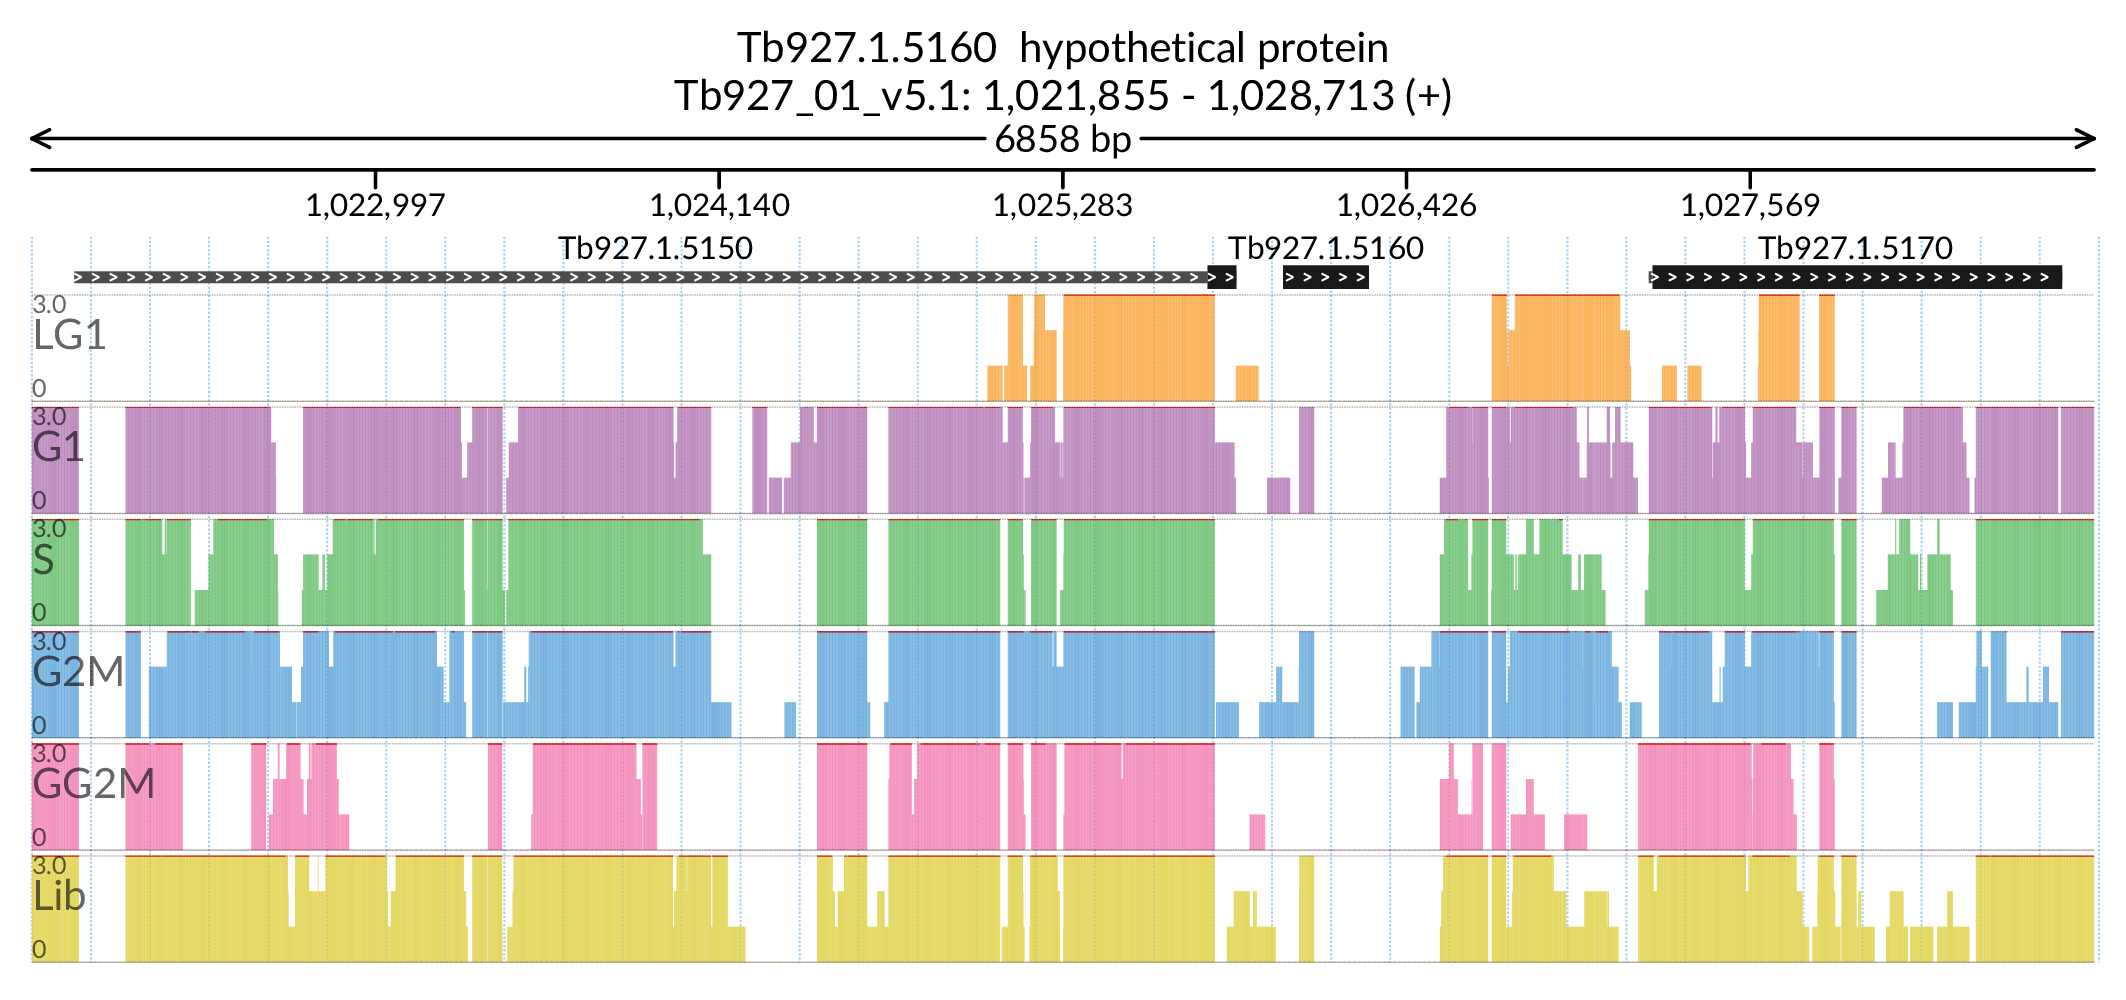 Tb927.1.5160 hypothetical protein
Tb927_01_v5.1: 1,021,855 - 1,028,713 (+)
6858 bp
1,022,997 1,024,140 1,025,283 1,026,426 1,027,569
Tb927.1.5150 Tb927.1.5160 Tb927.1.5170
3.0
LG1
0
3.0
G1
0
3.0
S
0
3.0
G2M
0
3.0
GG2M
0
3.0
Lib
0